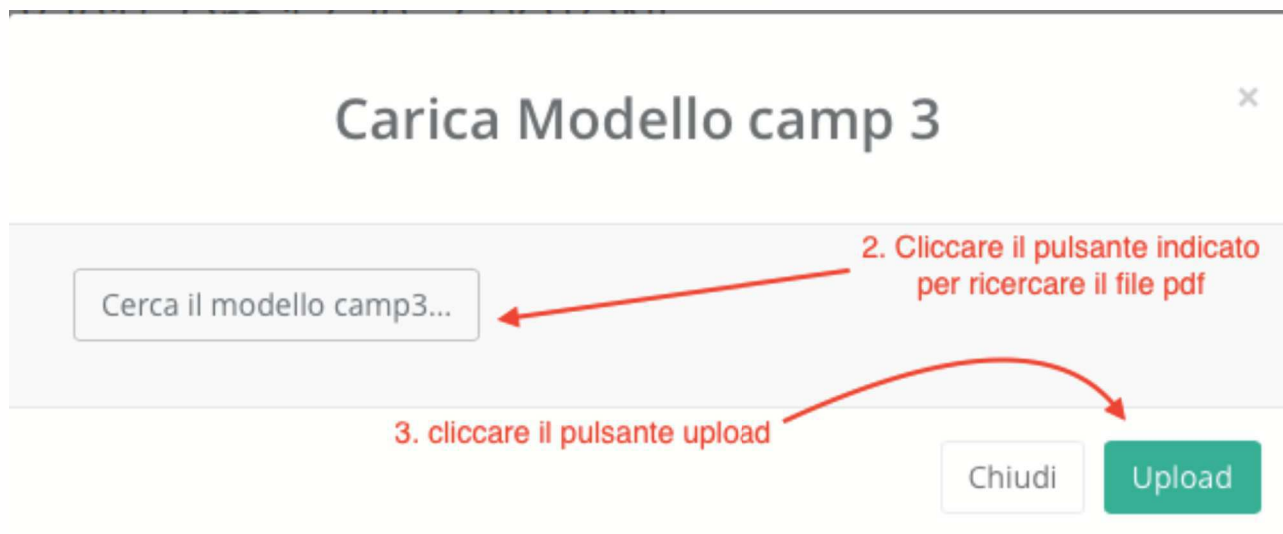 Carica Modello camp 3
×
2. Cliccare il pulsante indicato
per ricercare il file pdf
Cerca il modello camp3...
3. cliccare il pulsante upload
Chiudi
Upload